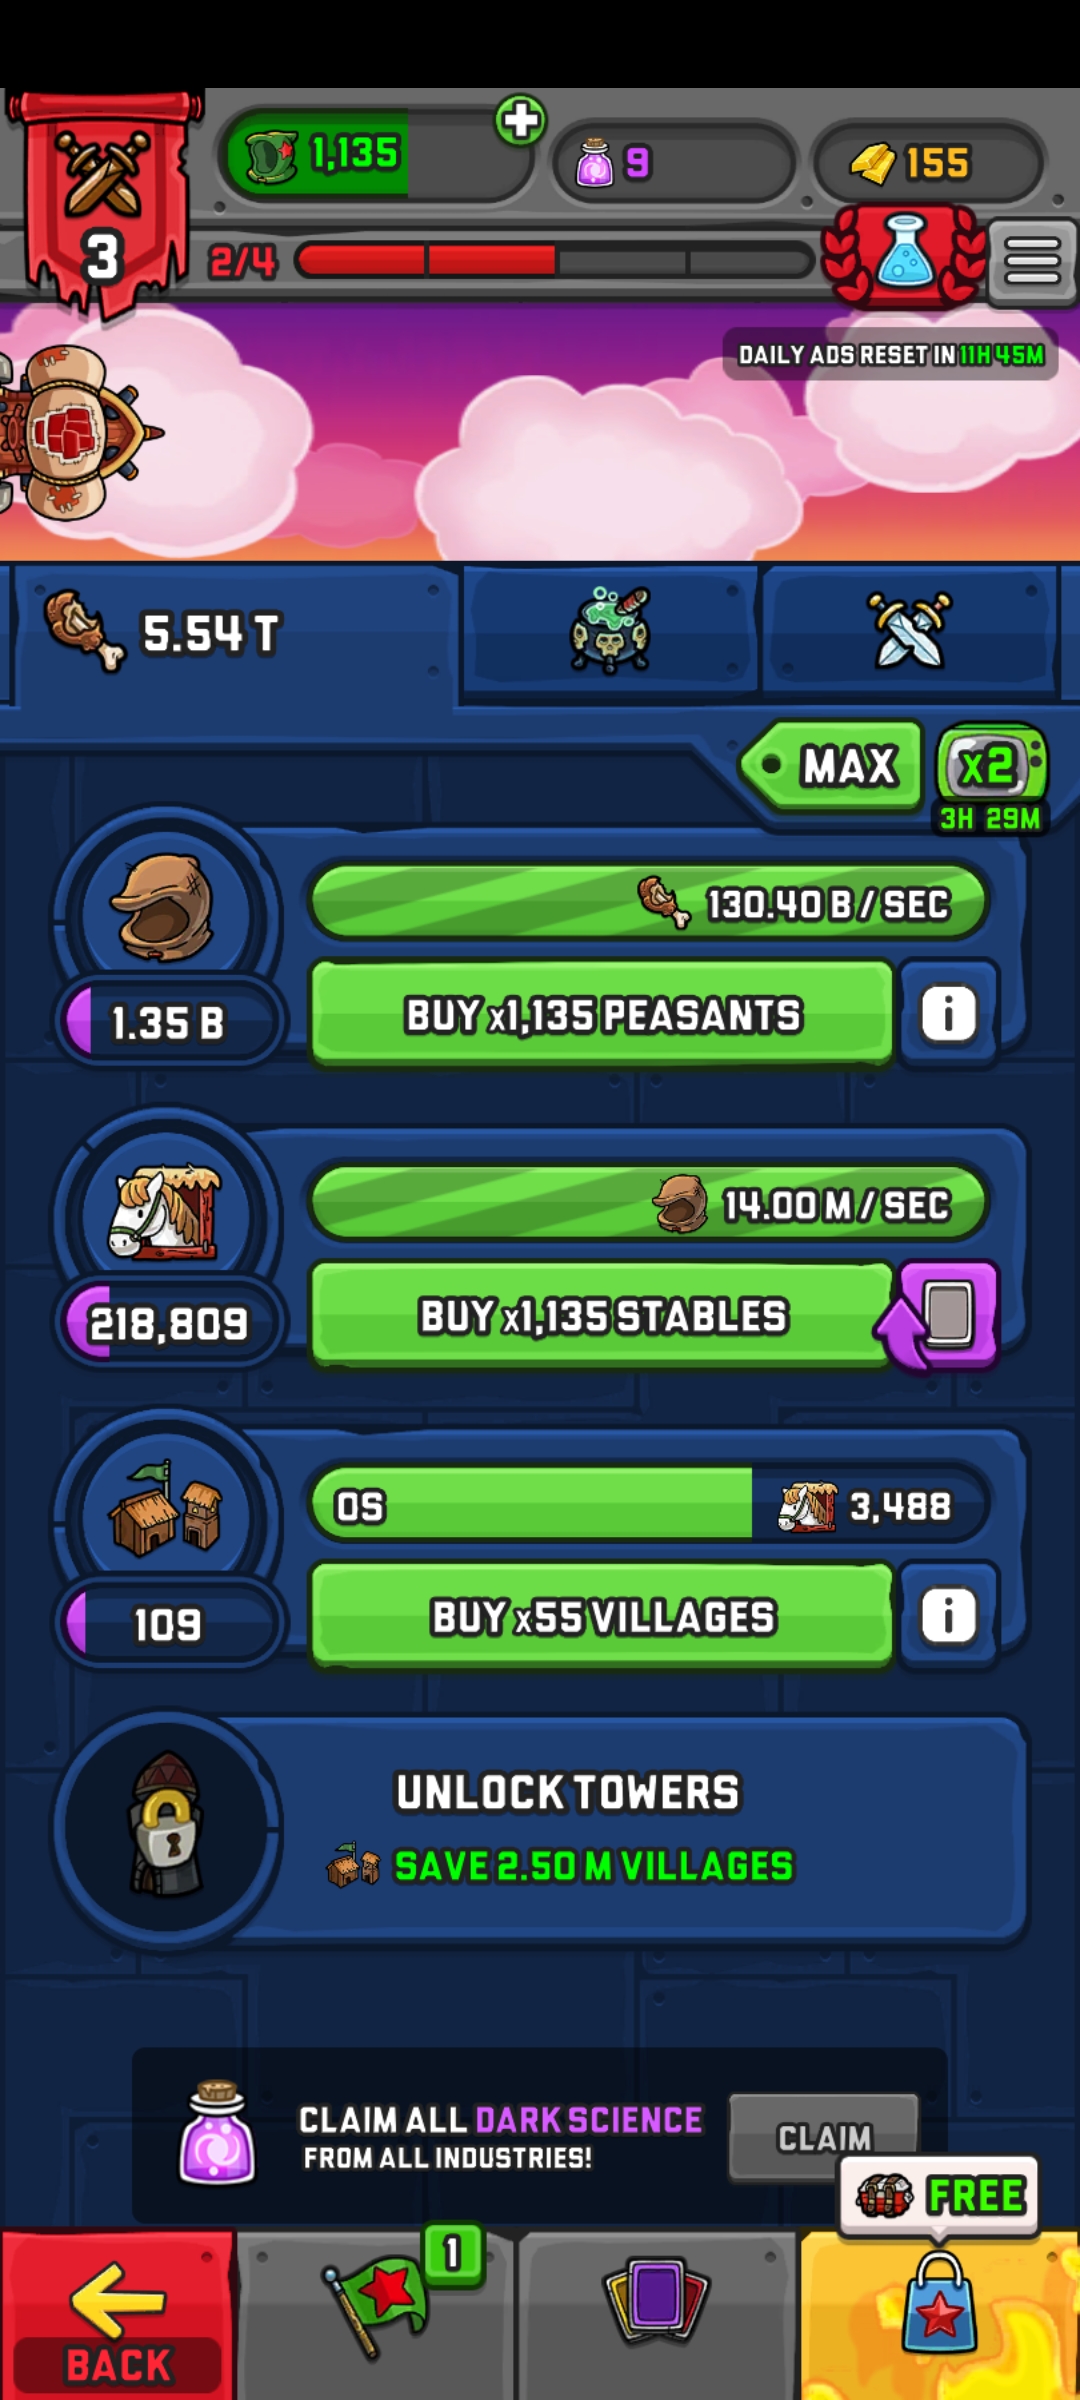 1,135
9
155
3
2/4
DAILY ADS RESET IN 11H 45M
5.54 T
MAX
x2
3H 29M
130.40 B / SEC
1.35 B
BUY x1,135 PEASANTS
i
14.00 M / SEC
218,809
BUY x1,135 STABLES
0S
3,488
109
BUY x55 VILLAGES
i
UNLOCK TOWERS
SAVE 2.50 M VILLAGES
CLAIM ALL DARK SCIENCE
FROM ALL INDUSTRIES!
CLAIM
FREE
1
BACK